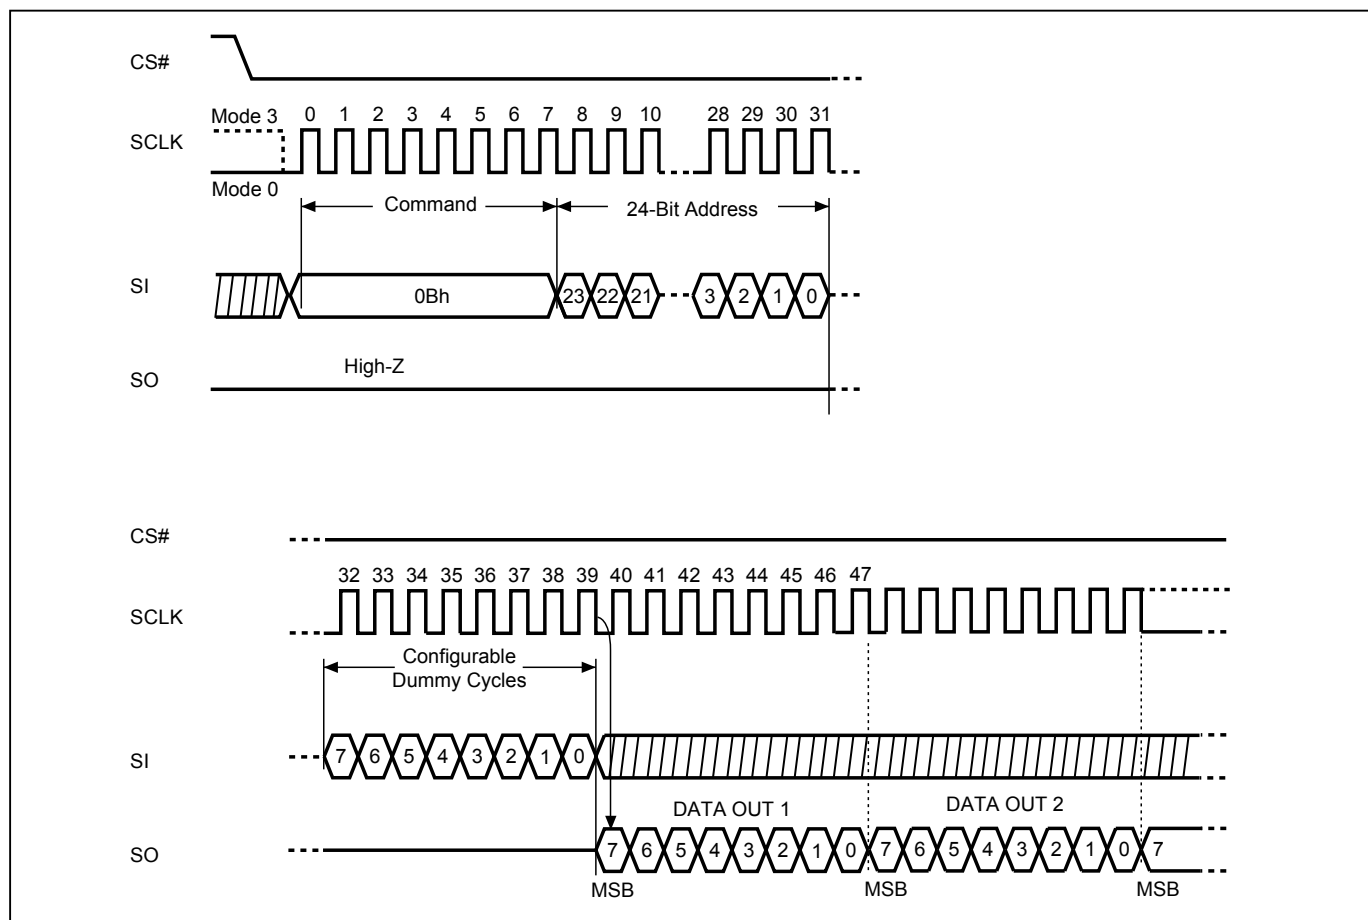 CS#
Mode 3 0 1 2 3 4 5 6 7 8 9 10 28 29 30 31
SCLK
Mode 0
Command 24-Bit Address
SI 0Bh 23 22 21 3 2 1 0
High-Z
SO
CS#
32 33 34 35 36 37 38 39 40 41 42 43 44 45 46 47
SCLK
Configurable
Dummy Cycles
SI 7 6 5 4 3 2 1 0
DATA OUT 1 DATA OUT 2
SO 7 6 5 4 3 2 1 0 7 6 5 4 3 2 1 0 7
MSB MSB MSB